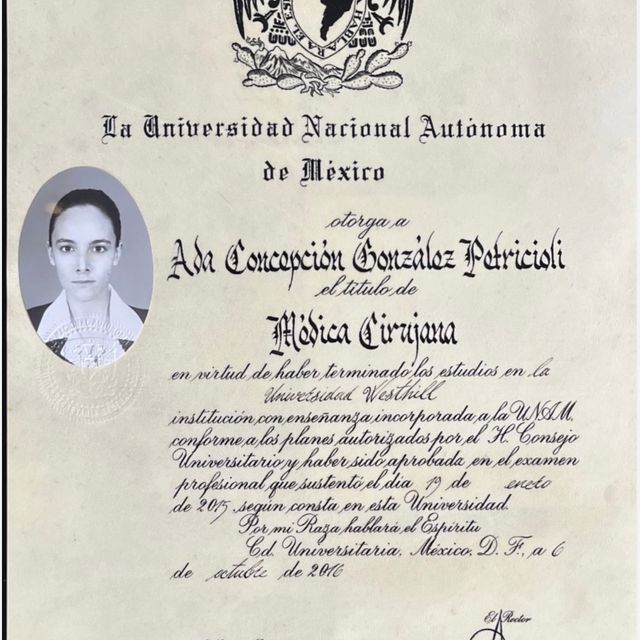 HABLARA EL ES
La Universidad Nacional Autónoma
de México
otorga a
Ada Concepción González Petricioli
el título de
Médica Cirujana
en virtud de haber terminado los estudios en la
Universidad Westhill
institución con enseñanza incorporada a la UNAM.
conforme a los planes autorizados por el H. Consejo
Universitario y haber sido aprobada en el examen
profesional que sustentó el día 19 de enero
de 2015, según consta en esta Universidad.
Por mi Raza hablará el Espíritu
Cd. Universitaria, México, D. F., a 6
de octubre de 2016
El Rector